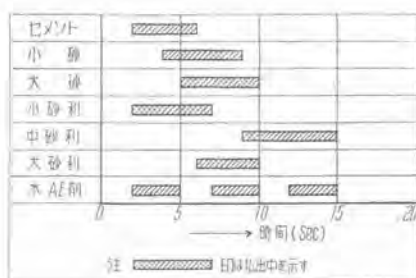 セメント
小砂
大砂
小砂利
中砂利
大砂利
水AE剤
0 5 10 15 20
時間(Sec)
注 印は払出中を示す